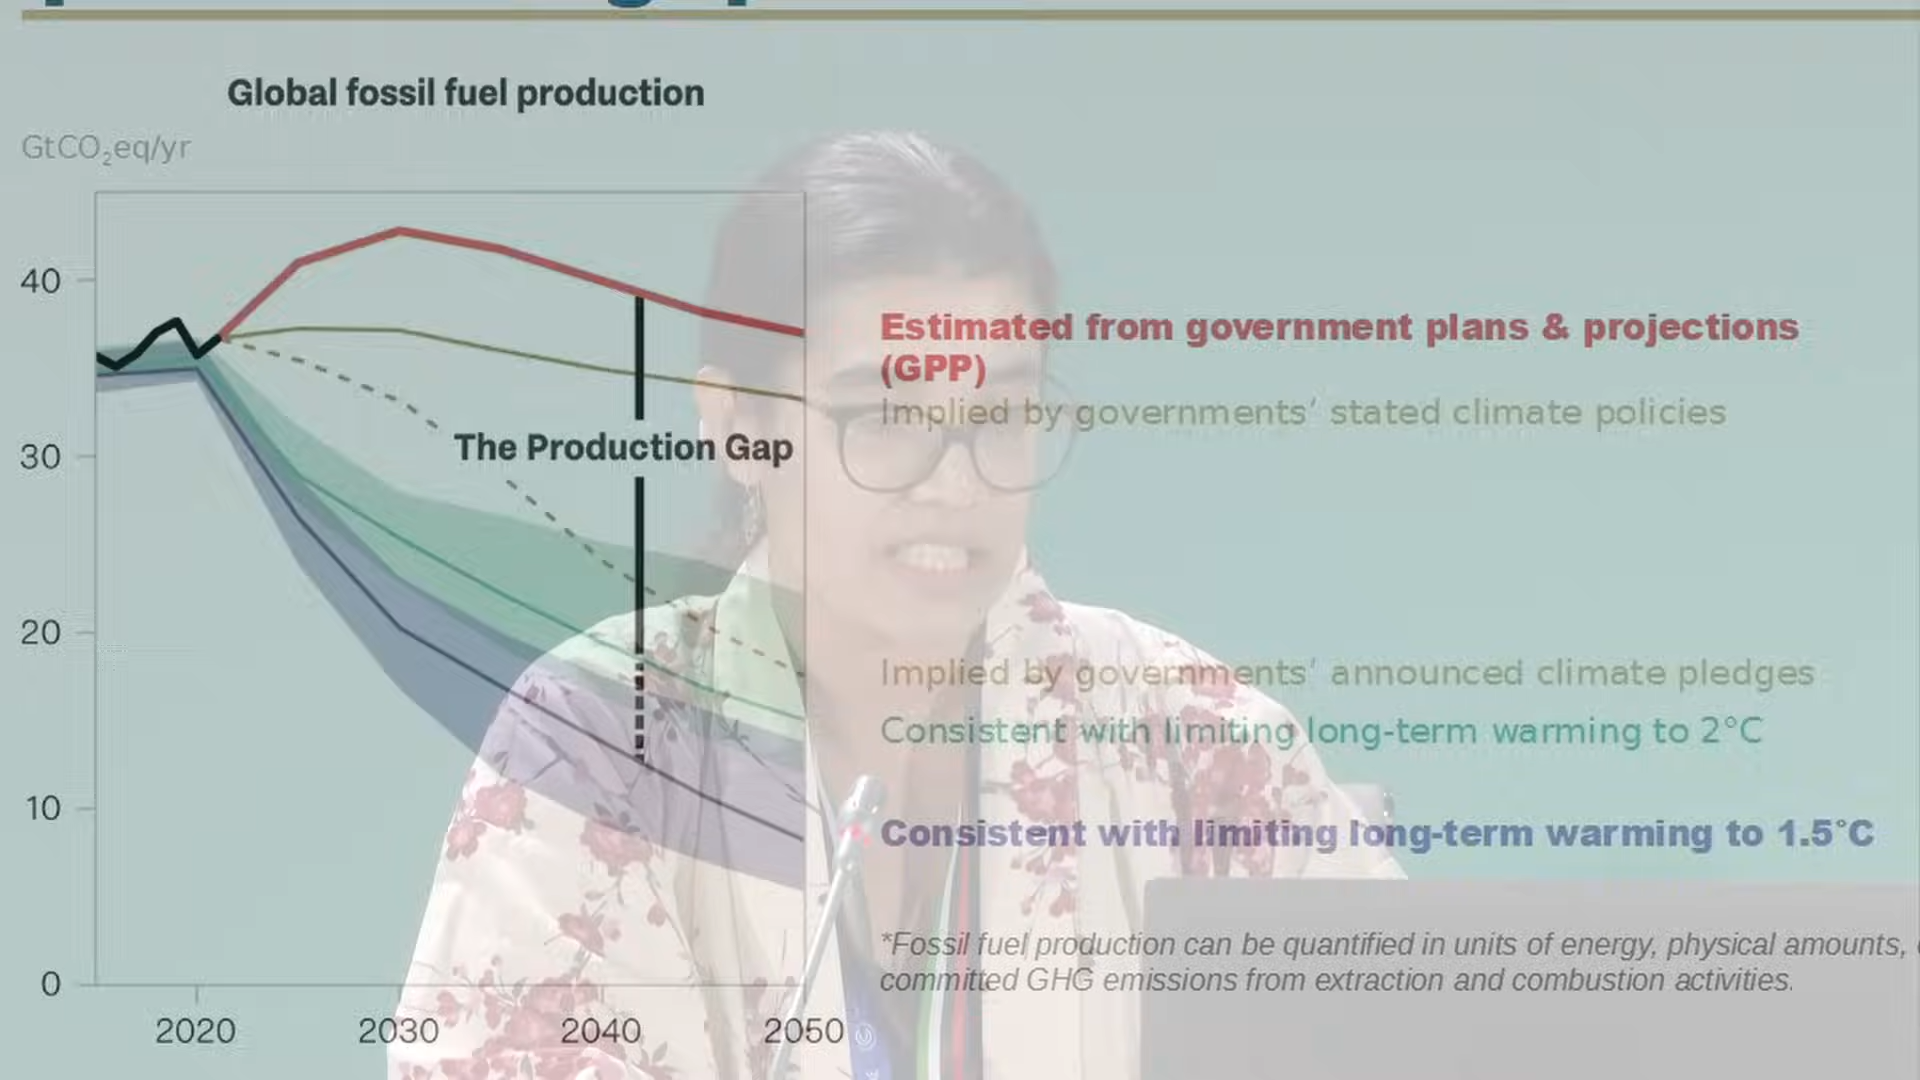 Global fossil fuel production
GtCO₂eq/yr
40
30
20
10
0
2020 2030 2040 2050
The Production Gap
Estimated from government plans & projections
(GPP)
Implied by governments’ stated climate policies
Implied by governments’ announced climate pledges
Consistent with limiting long-term warming to 2°C
Consistent with limiting long-term warming to 1.5°C
*Fossil fuel production can be quantified in units of energy, physical amounts,
committed GHG emissions from extraction and combustion activities.